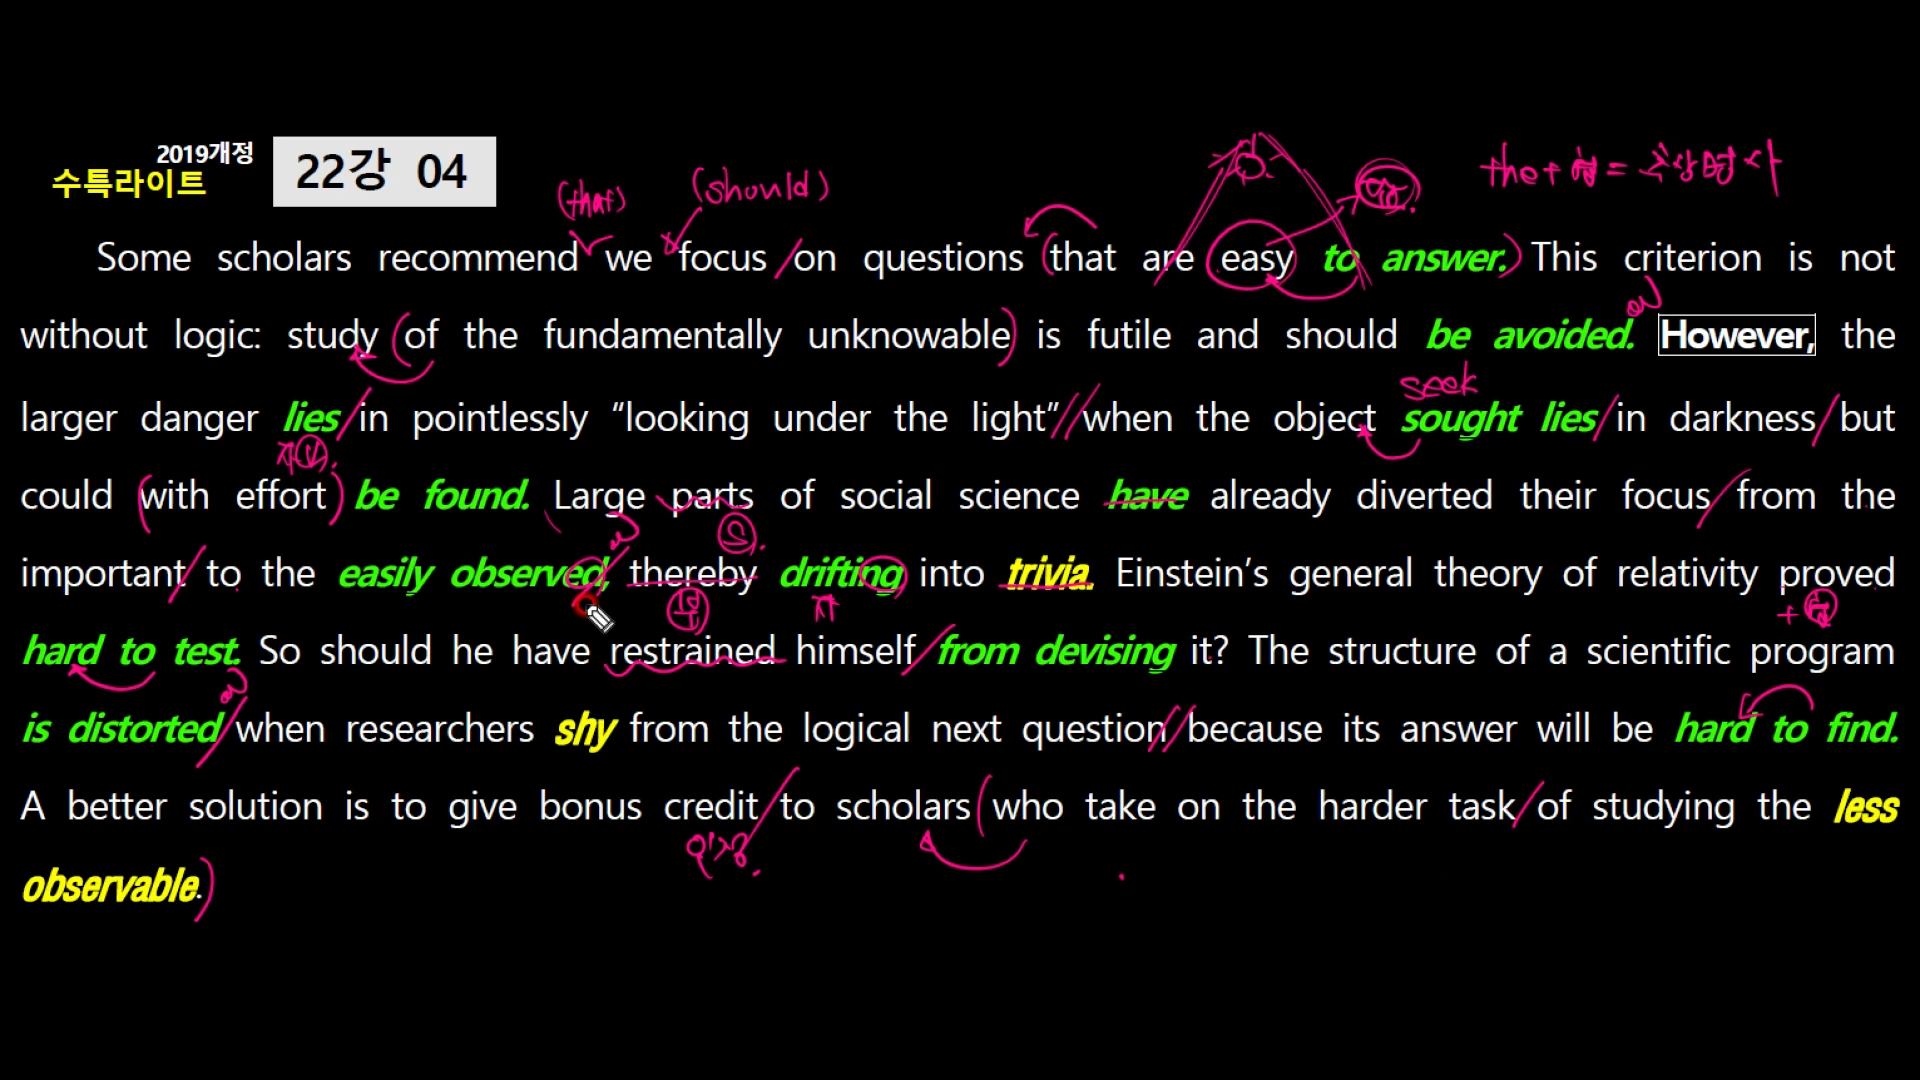 2019개정
수특라이트
22강 04
(that)
(should)
the+형=추상명사
Some scholars recommend we focus on questions that are easy to answer. This criterion is not
without logic: study of the fundamentally unknowable is futile and should be avoided. However, the
seek
larger danger lies in pointlessly “looking under the light” when the object sought lies in darkness but
could with effort be found. Large parts of social science have already diverted their focus from the
important to the easily observed, thereby drifting into trivia. Einstein’s general theory of relativity proved
hard to test. So should he have restrained himself from devising it? The structure of a scientific program
is distorted when researchers shy from the logical next question because its answer will be hard to find.
A better solution is to give bonus credit to scholars who take on the harder task of studying the less
observable.